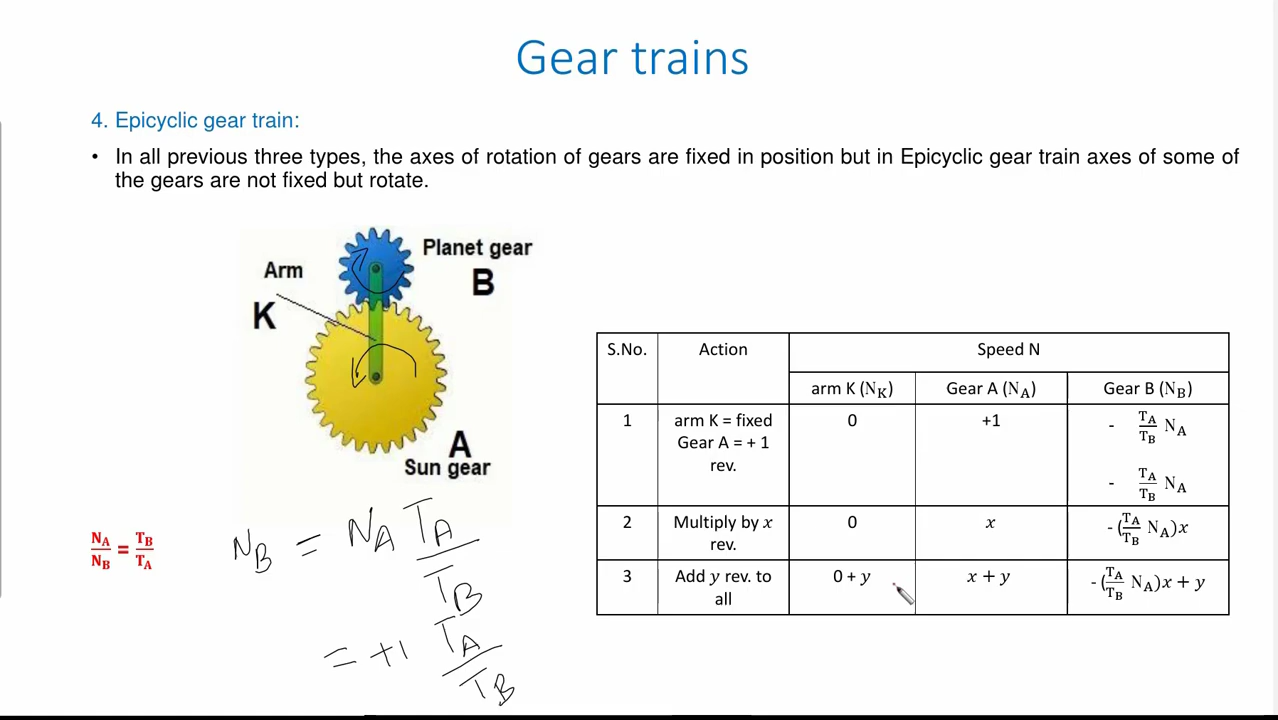 Gear trains
4. Epicyclic gear train:
• In all previous three types, the axes of rotation of gears are fixed in position but in Epicyclic gear train axes of some of
the gears are not fixed but rotate.
Planet gear
B
Arm
K
A
Sun gear
N_A/N_B = T_B/T_A
N_B = N_A T_A/T_B
= +1 T_A/T_B
S.No. Action Speed N
arm K (N_K) Gear A (N_A) Gear B (N_B)
1 arm K = fixed 0 +1 - T_A/T_B N_A
Gear A = + 1
rev. - T_A/T_B N_A
2 Multiply by x 0 x - (T_A/T_B N_A)x
rev.
3 Add y rev. to 0 + y x + y - (T_A/T_B N_A)x + y
all